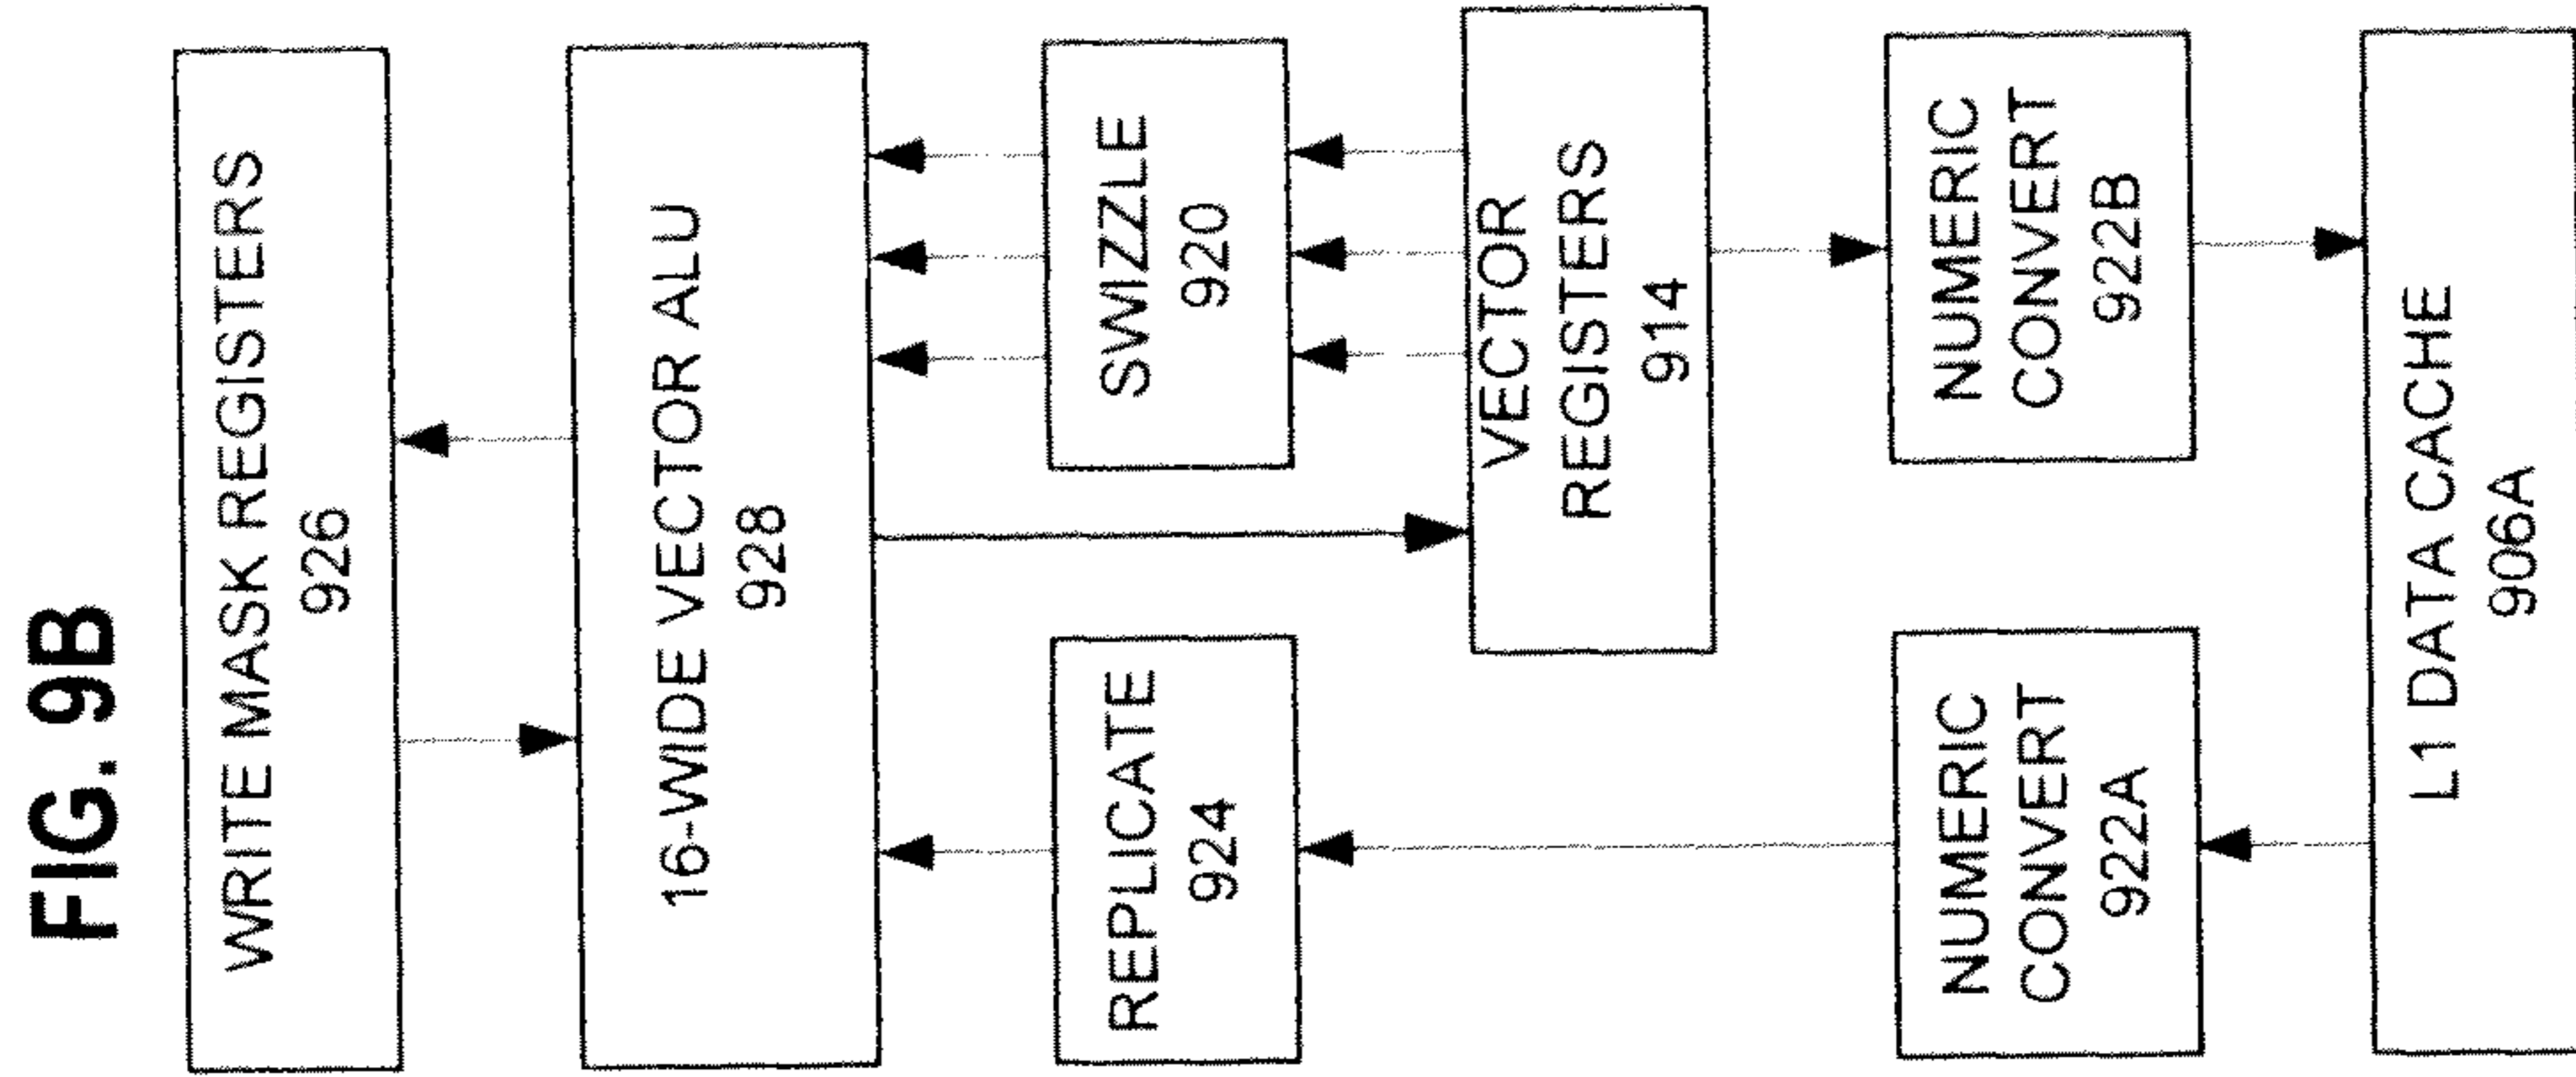 FIG. 9B
WRITE MASK REGISTERS
926
16-WIDE VECTOR ALU
928
REPLICATE
924
SWIZZLE
920
VECTOR
REGISTERS
914
NUMERIC
CONVERT
922A
NUMERIC
CONVERT
922B
L1 DATA CACHE
906A